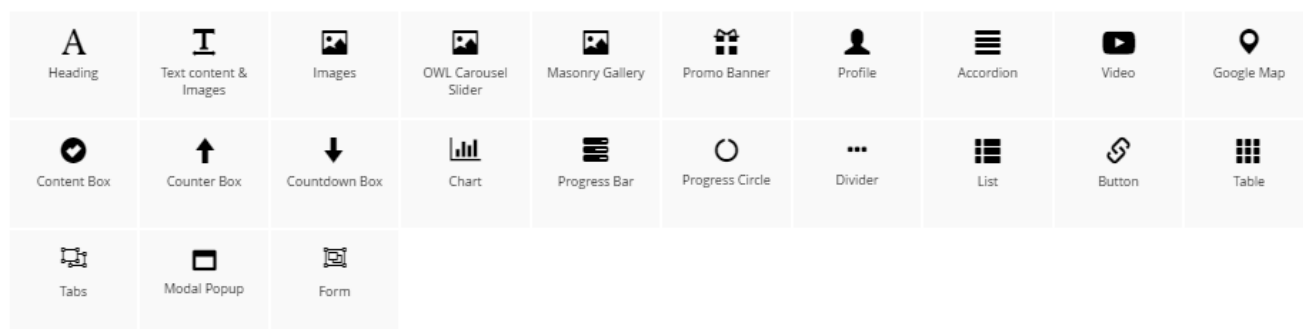 Heading
Text content &
Images
Images
OWL Carousel
Slider
Masonry Gallery
Promo Banner
Profile
Accordion
Video
Google Map
Content Box
Counter Box
Countdown Box
Chart
Progress Bar
Progress Circle
Divider
List
Button
Table
Tabs
Modal Popup
Form